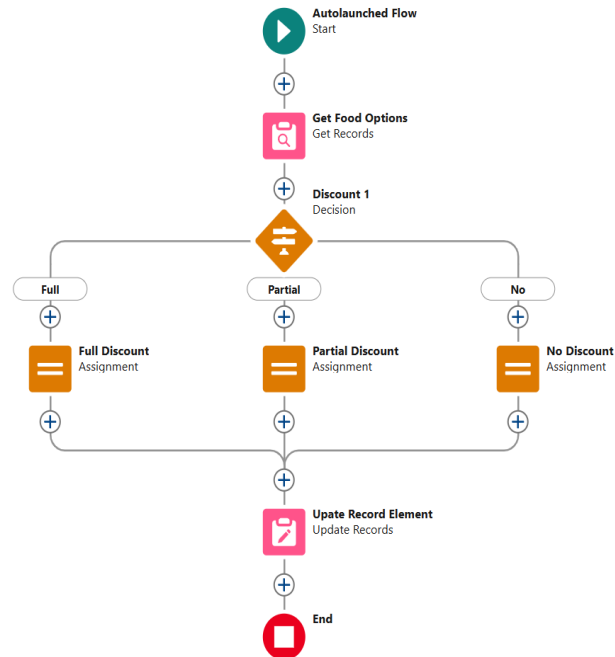 Autolaunched Flow
Start
Get Food Options
Get Records
Discount 1
Decision
Full
Partial
No
Full Discount
Assignment
Partial Discount
Assignment
No Discount
Assignment
Upate Record Element
Update Records
End